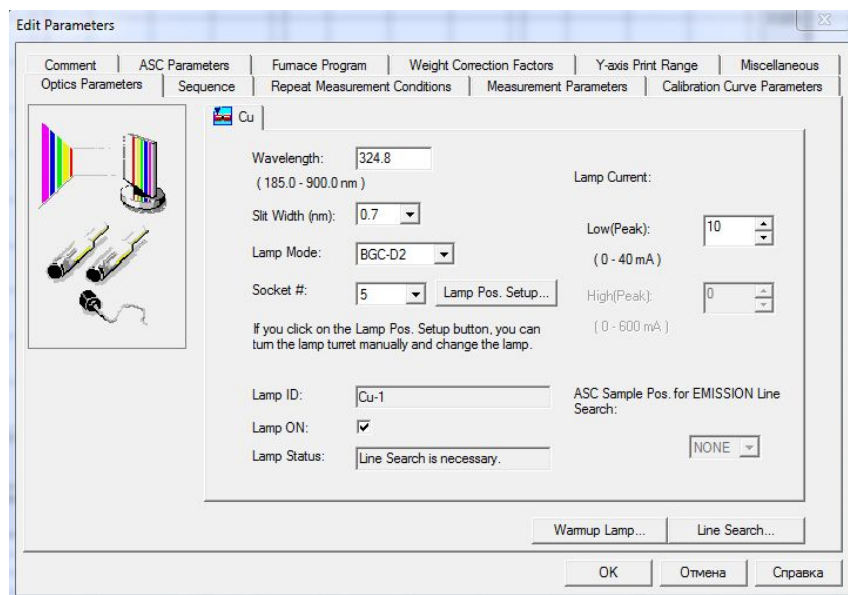 Edit Parameters
Comment
ASC Parameters
Furnace Program
Weight Correction Factors
Y-axis Print Range
Miscellaneous
Optics Parameters
Sequence
Repeat Measurement Conditions
Measurement Parameters
Calibration Curve Parameters
Cu
Wavelength: 324.8
( 185.0 - 900.0 nm )
Lamp Current:
Slit Width (nm): 0.7
Low(Peak): 10
( 0 - 40 mA )
Lamp Mode: BGC-D2
Socket #: 5 Lamp Pos. Setup...
High(Peak): 0
( 0 - 600 mA )
If you click on the Lamp Pos. Setup button, you can
turn the lamp turret manually and change the lamp.
Lamp ID: Cu-1
ASC Sample Pos. for EMISSION Line
Search:
Lamp ON:
NONE
Lamp Status: Line Search is necessary.
Warmup Lamp...
Line Search...
OK
Отмена
Справка